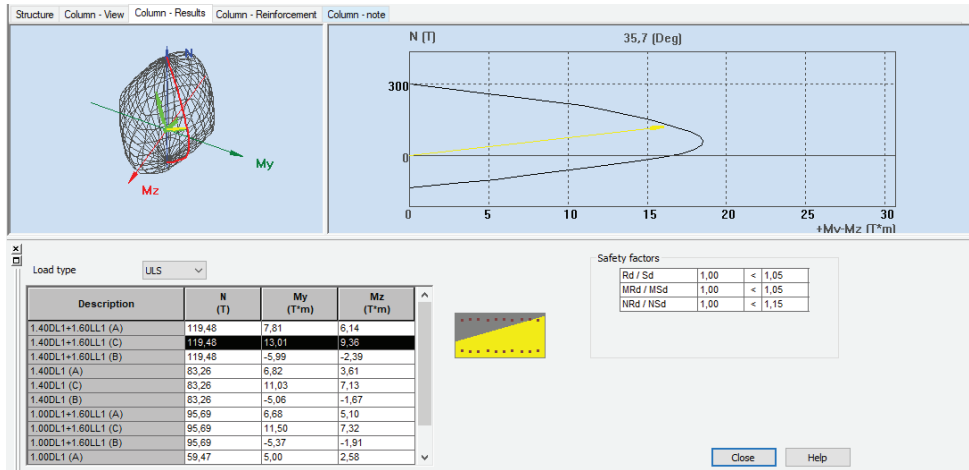 Structure Column - View Column - Results Column - Reinforcement Column - note
N
My
Mz
N (T) 35,7 (Deg)
300
0
0 5 10 15 20 25 30
+My-Mz (T*m)
Load type ULS
Description N (T) My (T*m) Mz (T*m)
1.40DL1+1.60LL1 (A) 119,48 7,81 6,14
1.40DL1+1.60LL1 (C) 119,48 13,01 9,36
1.40DL1+1.60LL1 (B) 119,48 -5,99 -2,39
1.40DL1 (A) 83,26 6,82 3,61
1.40DL1 (C) 83,26 11,03 7,13
1.40DL1 (B) 83,26 -5,06 -1,67
1.00DL1+1.60LL1 (A) 95,69 6,68 5,10
1.00DL1+1.60LL1 (C) 95,69 11,50 7,32
1.00DL1+1.60LL1 (B) 95,69 -5,37 -1,91
1.00DL1 (A) 59,47 5,00 2,58
Safety factors
Rd / Sd 1,00 < 1,05
MRd / MSd 1,00 < 1,05
NRd / NSd 1,00 < 1,15
Close Help